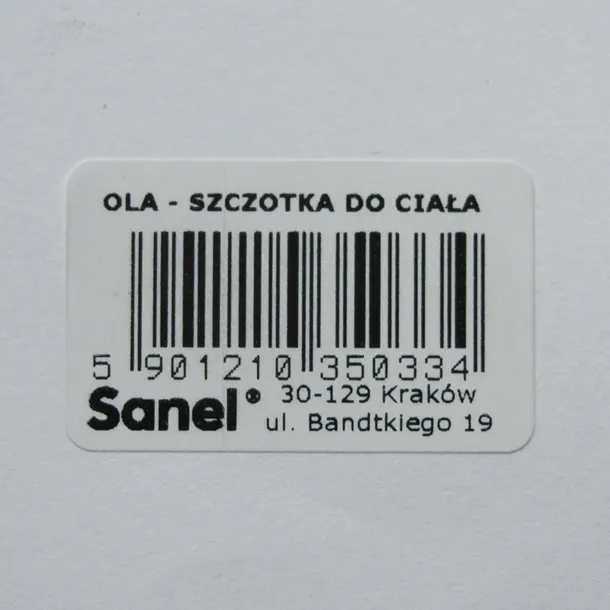 OLA - SZCZOTKA DO CIAŁA
5 901210 350334
Sanel® 30-129 Kraków
ul. Bandtkiego 19